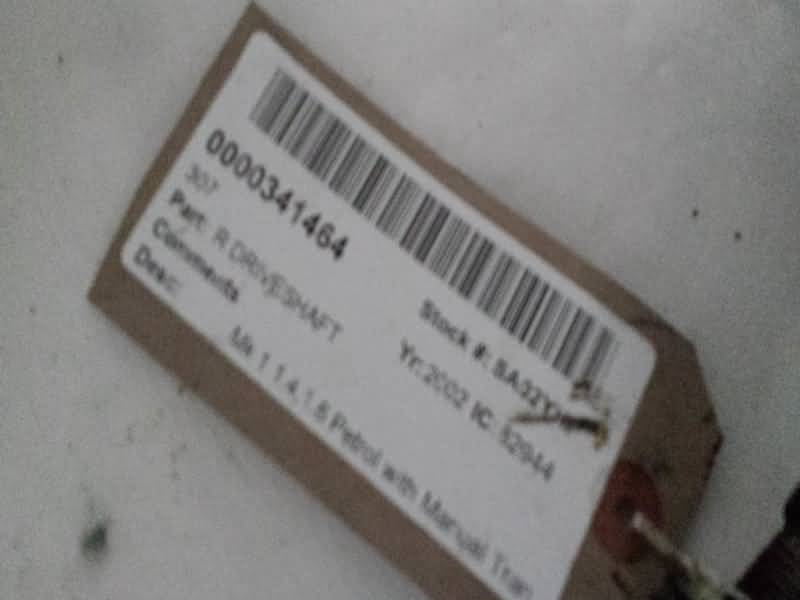 0000341464
307 Stock #:
Part: R DRIVESHAFT Yr:2002 IC: 52944
Comments
Desc: Mk 1 1.4,1.6 Petrol with Manual Tran